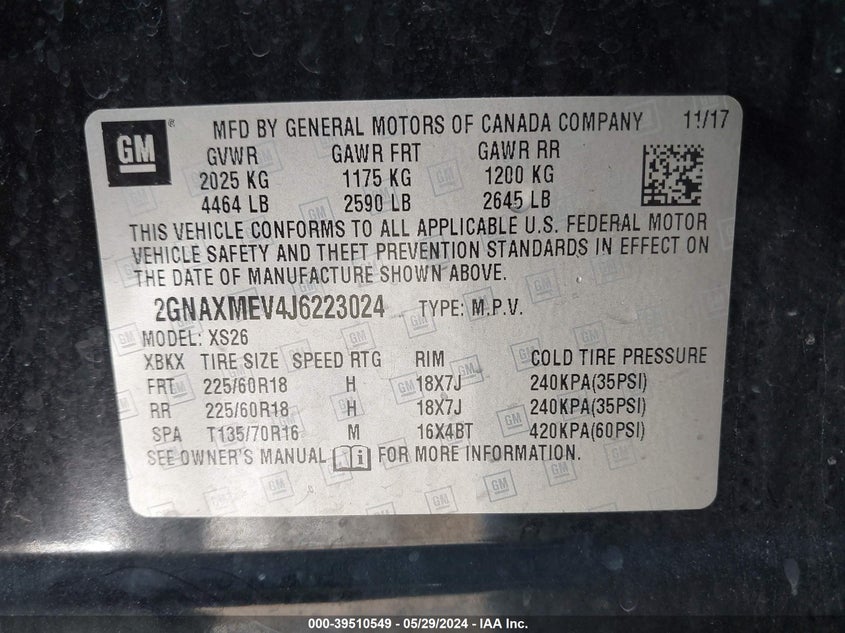 GM ® MFD BY GENERAL MOTORS OF CANADA COMPANY 11/17
GVWR GAWR FRT GAWR RR
2025 KG 1175 KG 1200 KG
4464 LB 2590 LB 2645 LB
THIS VEHICLE CONFORMS TO ALL APPLICABLE U.S. FEDERAL MOTOR
VEHICLE SAFETY AND THEFT PREVENTION STANDARDS IN EFFECT ON
THE DATE OF MANUFACTURE SHOWN ABOVE.
2GNAXMEV4J6223024 TYPE: M.P.V.
MODEL: XS26
XBKX TIRE SIZE SPEED RTG RIM COLD TIRE PRESSURE
FRT 225/60R18 H 18X7J 240KPA(35PSI)
RR 225/60R18 H 18X7J 240KPA(35PSI)
SPA T135/70R16 M 16X4BT 420KPA(60PSI)
SEE OWNER'S MANUAL FOR MORE INFORMATION.
000-39510549 / 05/29/2024 - IAA Inc.